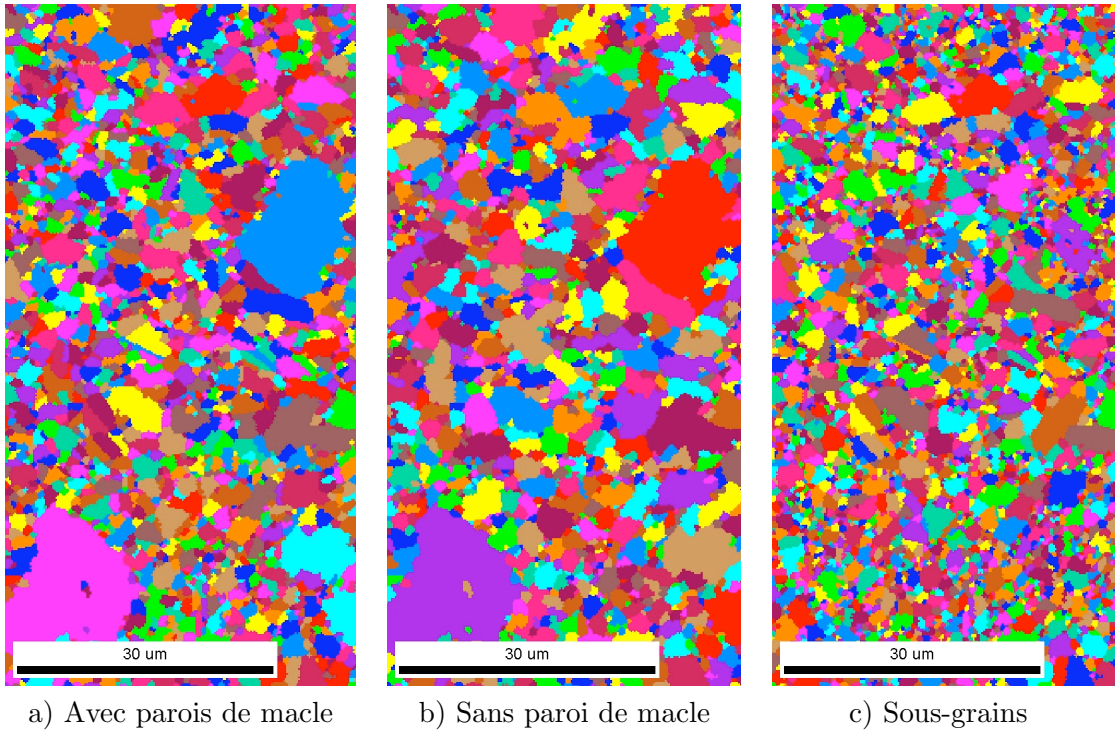 30 um
30 um
30 um
a) Avec parois de macle
b) Sans paroi de macle
c) Sous-grains